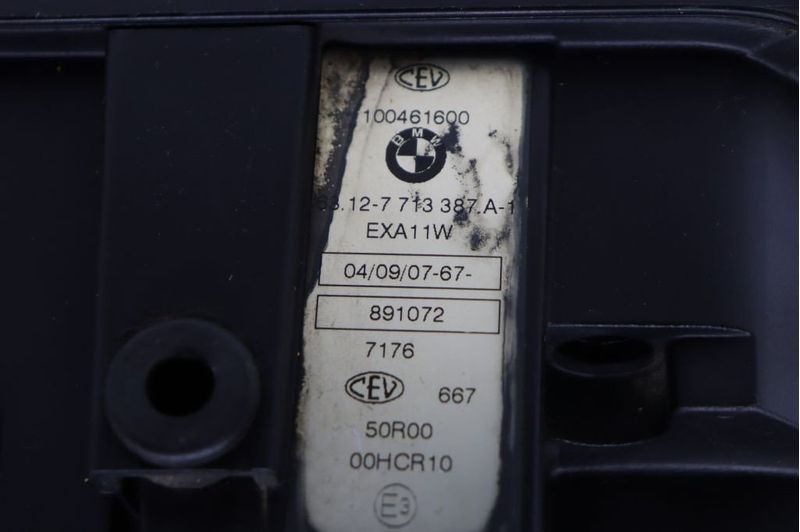 CEV
100461600
BMW
63.12-7 713 387.A-1
EXA11W
04/09/07-67-
891072
7176
CEV 667
50R00
00HCR10
E3